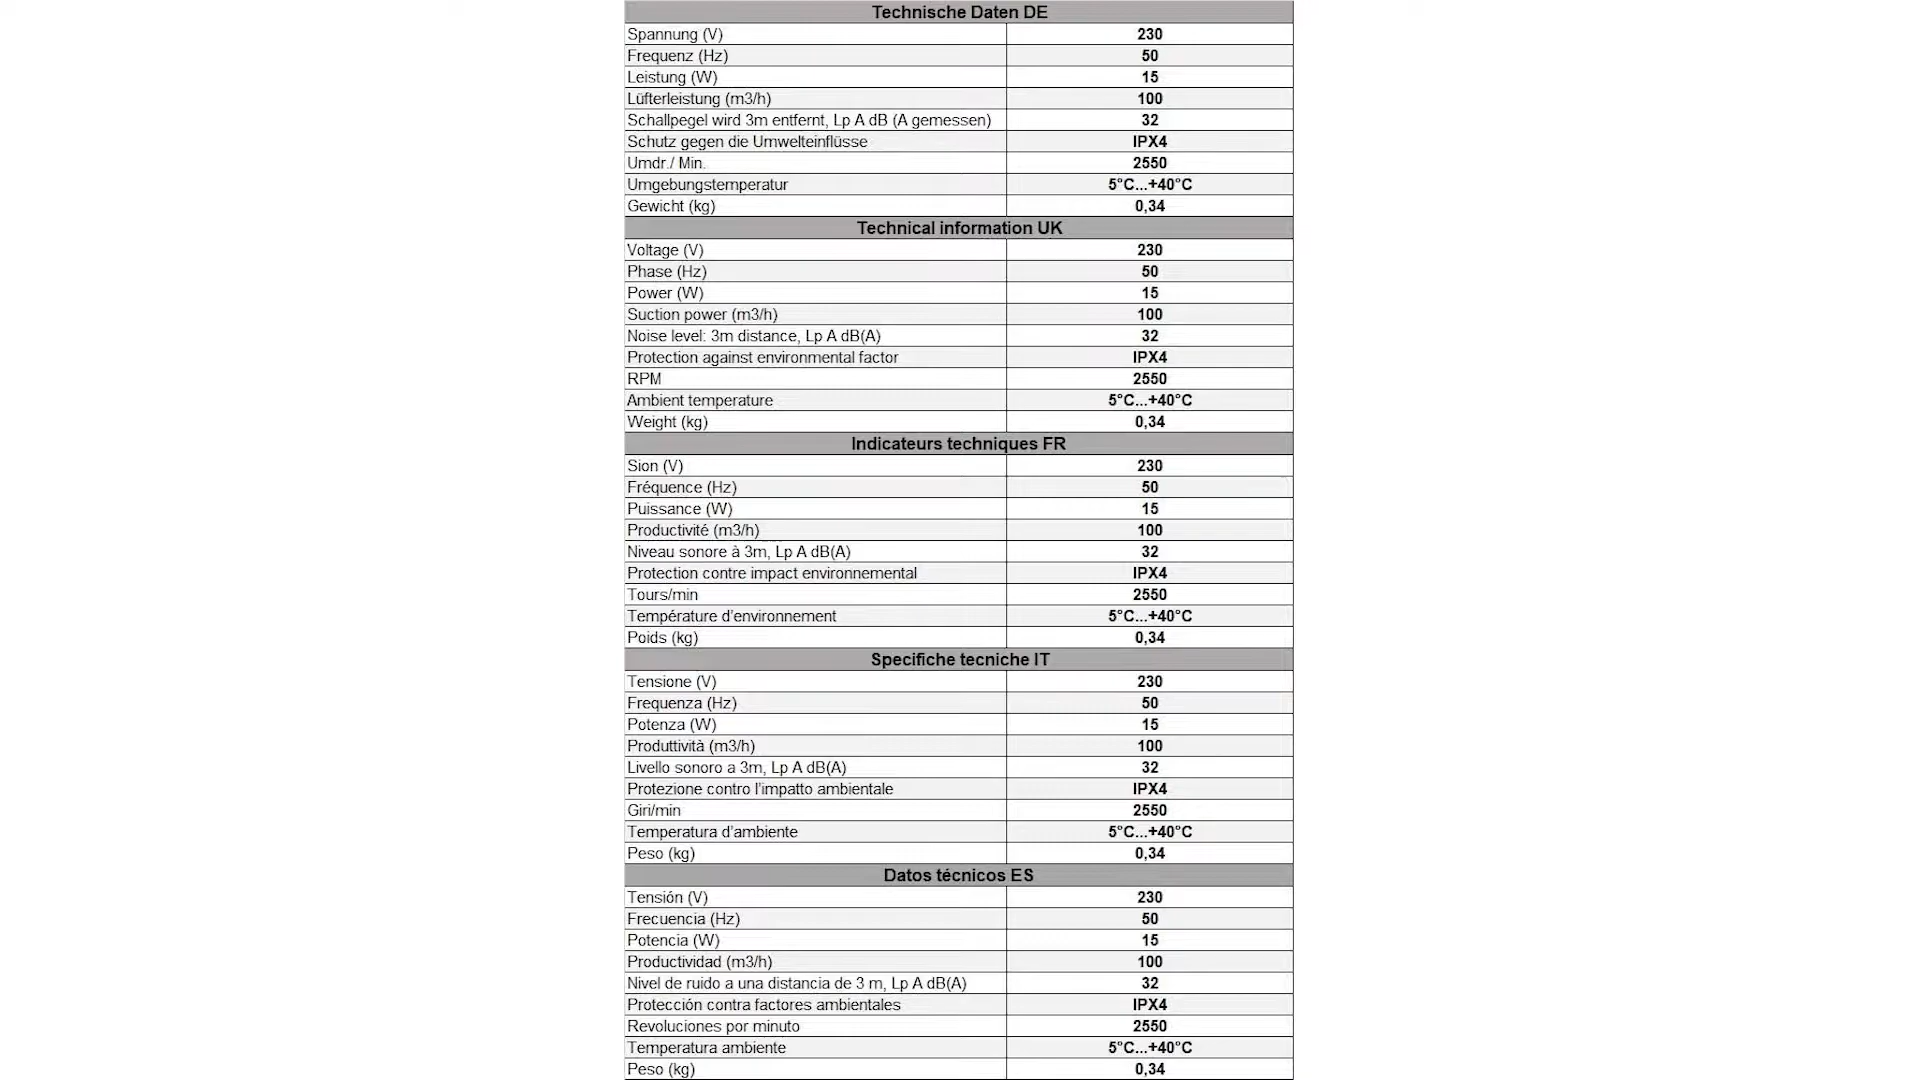 Technische Daten DE
Spannung (V) 230
Frequenz (Hz) 50
Leistung (W) 15
Lüfterleistung (m3/h) 100
Schallpegel wird 3m entfernt, Lp A dB (A gemessen) 32
Schutz gegen die Umwelteinflüsse IPX4
Umdr./ Min. 2550
Umgebungstemperatur 5°C...+40°C
Gewicht (kg) 0,34
Technical information UK
Voltage (V) 230
Phase (Hz) 50
Power (W) 15
Suction power (m3/h) 100
Noise level: 3m distance, Lp A dB(A) 32
Protection against environmental factor IPX4
RPM 2550
Ambient temperature 5°C...+40°C
Weight (kg) 0,34
Indicateurs techniques FR
Sion (V) 230
Fréquence (Hz) 50
Puissance (W) 15
Productivité (m3/h) 100
Niveau sonore à 3m, Lp A dB(A) 32
Protection contre impact environnemental IPX4
Tours/min 2550
Température d'environnement 5°C...+40°C
Poids (kg) 0,34
Specifiche tecniche IT
Tensione (V) 230
Frequenza (Hz) 50
Potenza (W) 15
Produttività (m3/h) 100
Livello sonoro a 3m, Lp A dB(A) 32
Protezione contro l'impatto ambientale IPX4
Giri/min 2550
Temperatura d'ambiente 5°C...+40°C
Peso (kg) 0,34
Datos técnicos ES
Tensión (V) 230
Frecuencia (Hz) 50
Potencia (W) 15
Productividad (m3/h) 100
Nivel de ruido a una distancia de 3 m, Lp A dB(A) 32
Protección contra factores ambientales IPX4
Revoluciones por minuto 2550
Temperatura ambiente 5°C...+40°C
Peso (kg) 0,34